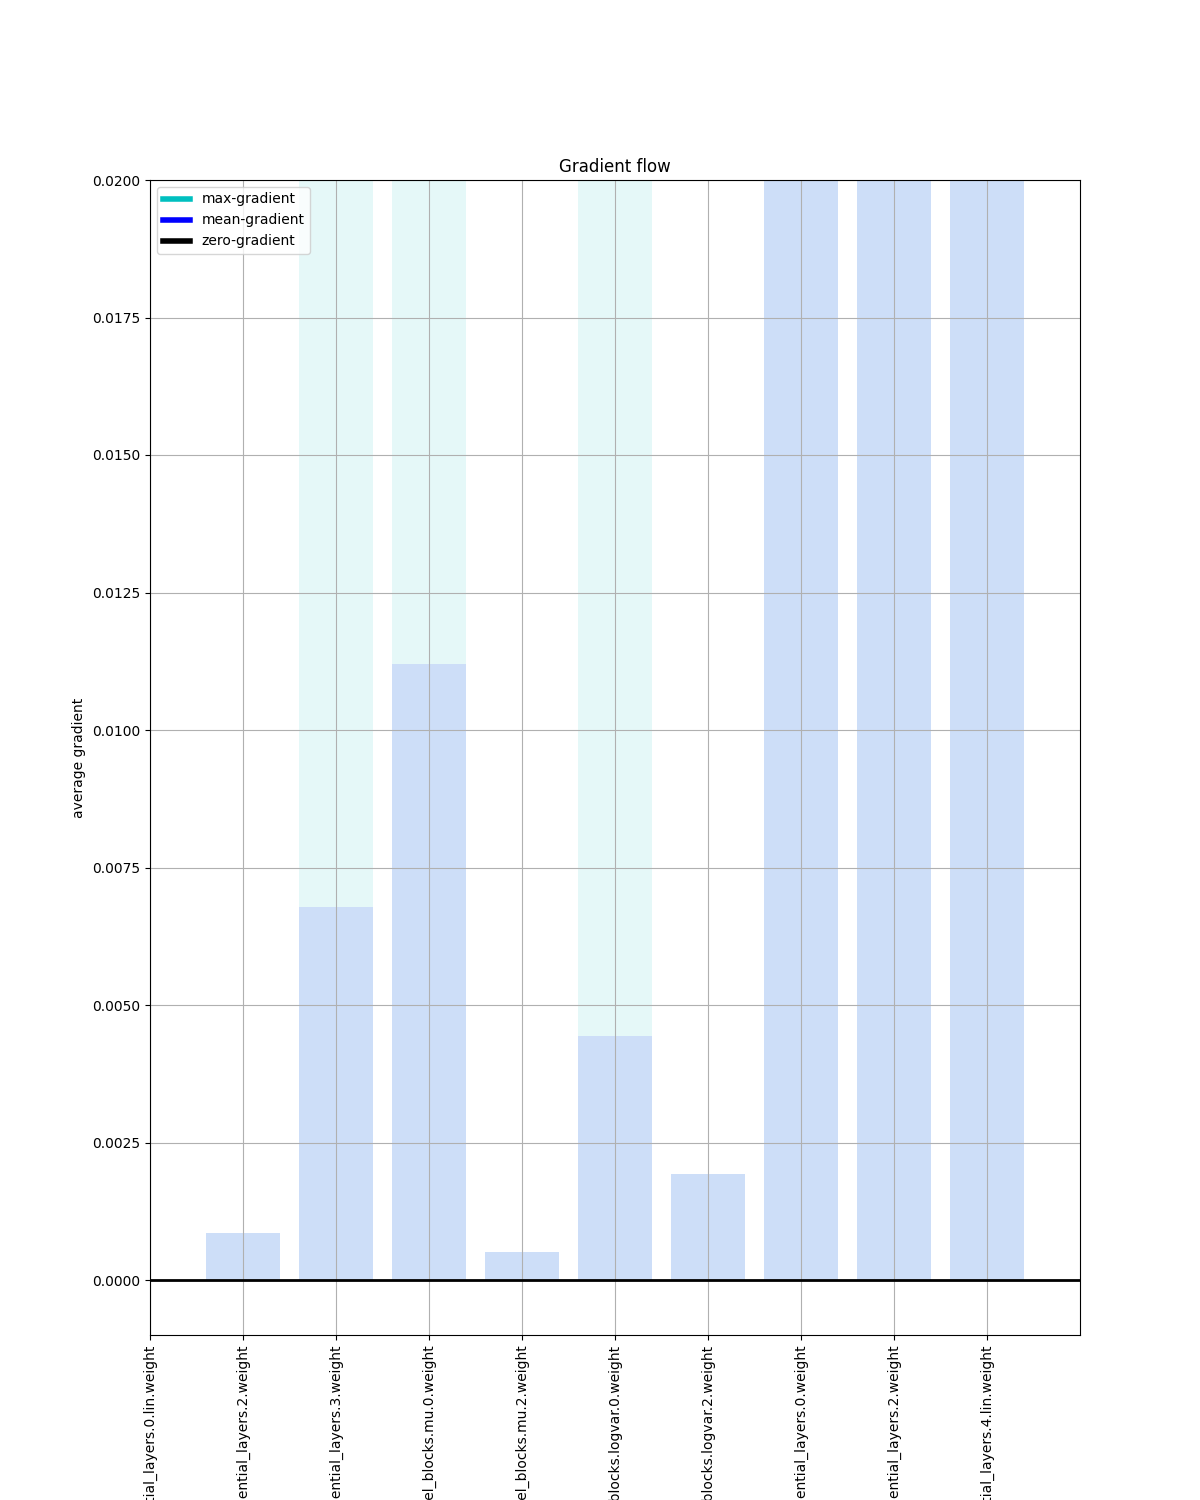 Gradient flow
max-gradient
mean-gradient
zero-gradient
0.0200
0.0175
0.0150
0.0125
0.0100
0.0075
0.0050
0.0025
0.0000
average gradient
tial_layers.0.lin.weight
ential_layers.2.weight
ential_layers.3.weight
el_blocks.mu.0.weight
el_blocks.mu.2.weight
blocks.logvar.0.weight
blocks.logvar.2.weight
ential_layers.0.weight
ential_layers.2.weight
tial_layers.4.lin.weight